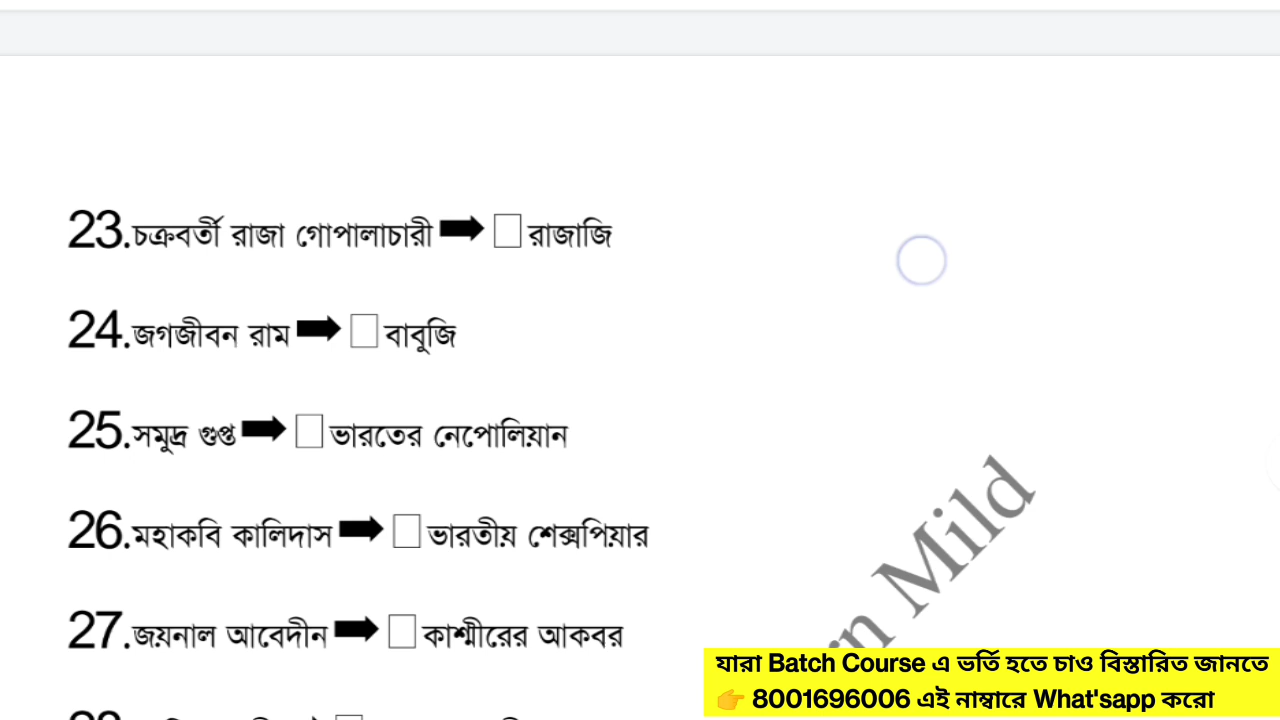 23.চক্রবর্তী রাজা গোপালাচারী ➡ □ রাজাজি
24.জগজীবন রাম ➡ □ বাবুজি
25.সমুদ্র গুপ্ত ➡ □ ভারতের নেপোলিয়ান
26.মহাকবি কালিদাস ➡ □ ভারতীয় শেক্সপিয়ার
27.জয়নাল আবেদীন ➡ □ কাশ্মীরের আকবর
Mild
যারা Batch Course এ ভর্তি হতে চাও বিস্তারিত জানতে
👉 8001696006 এই নাম্বারে What'sapp করো